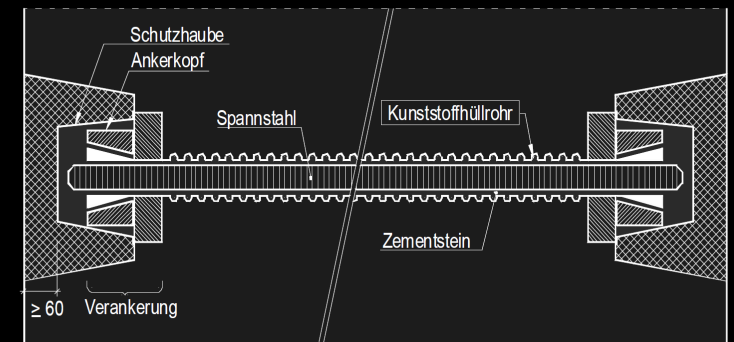 Schutzhaube
Ankerkopf
Spannstahl
Kunststoffhüllrohr
Zementstein
≥ 60
Verankerung